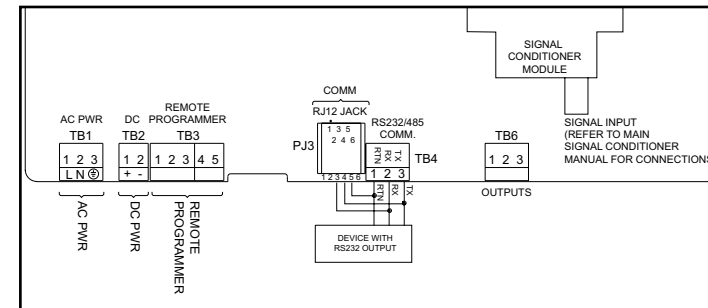 SIGNAL
CONDITIONER
MODULE
COMM
RJ12 JACK
PJ3
1 3 5
2 4 6
1 2 3 4 5 6
AC PWR
TB1
1 2 3
L N
AC PWR
DC
TB2
1 2
+ -
DC PWR
REMOTE
PROGRAMMER
TB3
1 2 3 4 5
REMOTE
PROGRAMMER
RS232/485
COMM.
RTN RX TX
TB4
1 2 3
RTN RX TX
DEVICE WITH
RS232 OUTPUT
TB6
1 2 3
OUTPUTS
SIGNAL INPUT
(REFER TO MAIN
SIGNAL CONDITIONER
MANUAL FOR CONNECTIONS